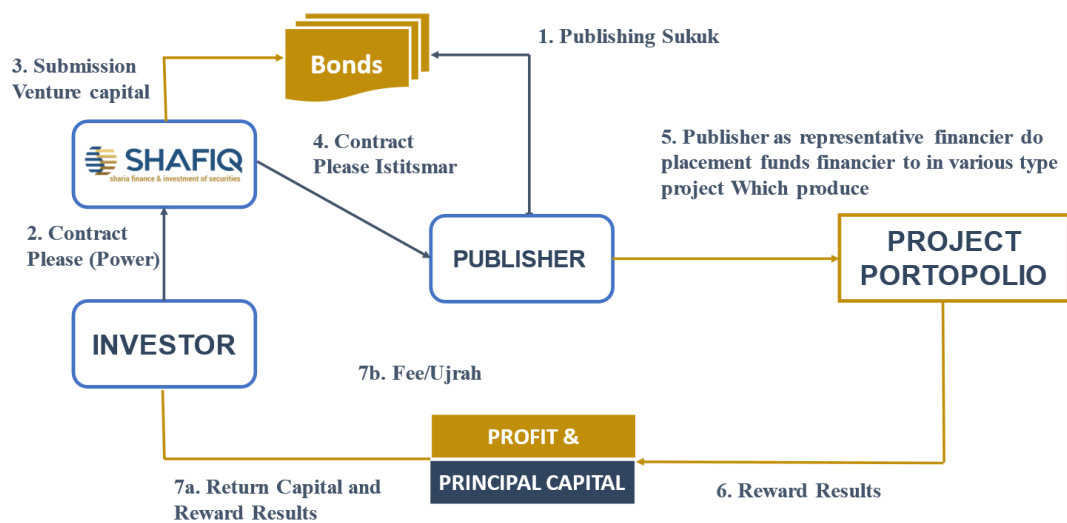 1. Publishing Sukuk
Bonds
3. Submission
Venture capital
SHAFIQ
sharia finance & investment of securities
4. Contract
Please Istitsmar
5. Publisher as representative financier do
placement funds financier to in various type
project Which produce
2. Contract
Please (Power)
PUBLISHER
PROJECT
PORTOPOLIO
INVESTOR
7b. Fee/Ujrah
PROFIT &
PRINCIPAL CAPITAL
7a. Return Capital and
Reward Results
6. Reward Results